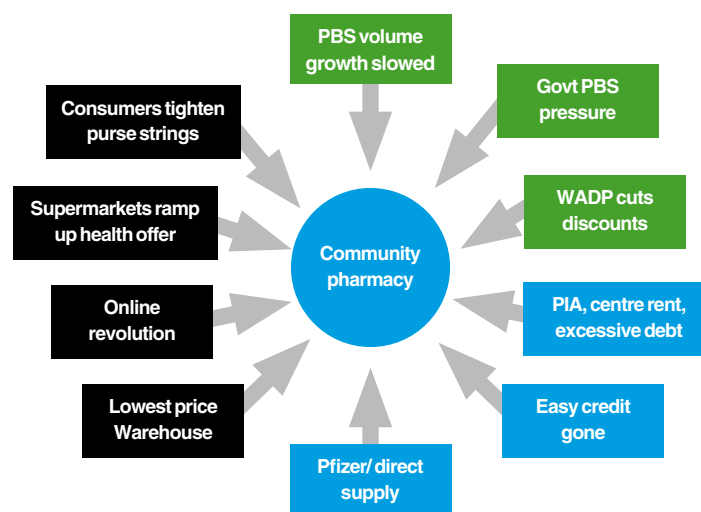 PBS volume
growth slowed
Govt PBS
pressure
Consumers tighten
purse strings
WADP cuts
discounts
Supermarkets ramp
up health offer
Community
pharmacy
PIA, centre rent,
excessive debt
Online
revolution
Easy credit
gone
Lowest price
Warehouse
Pfizer/ direct
supply